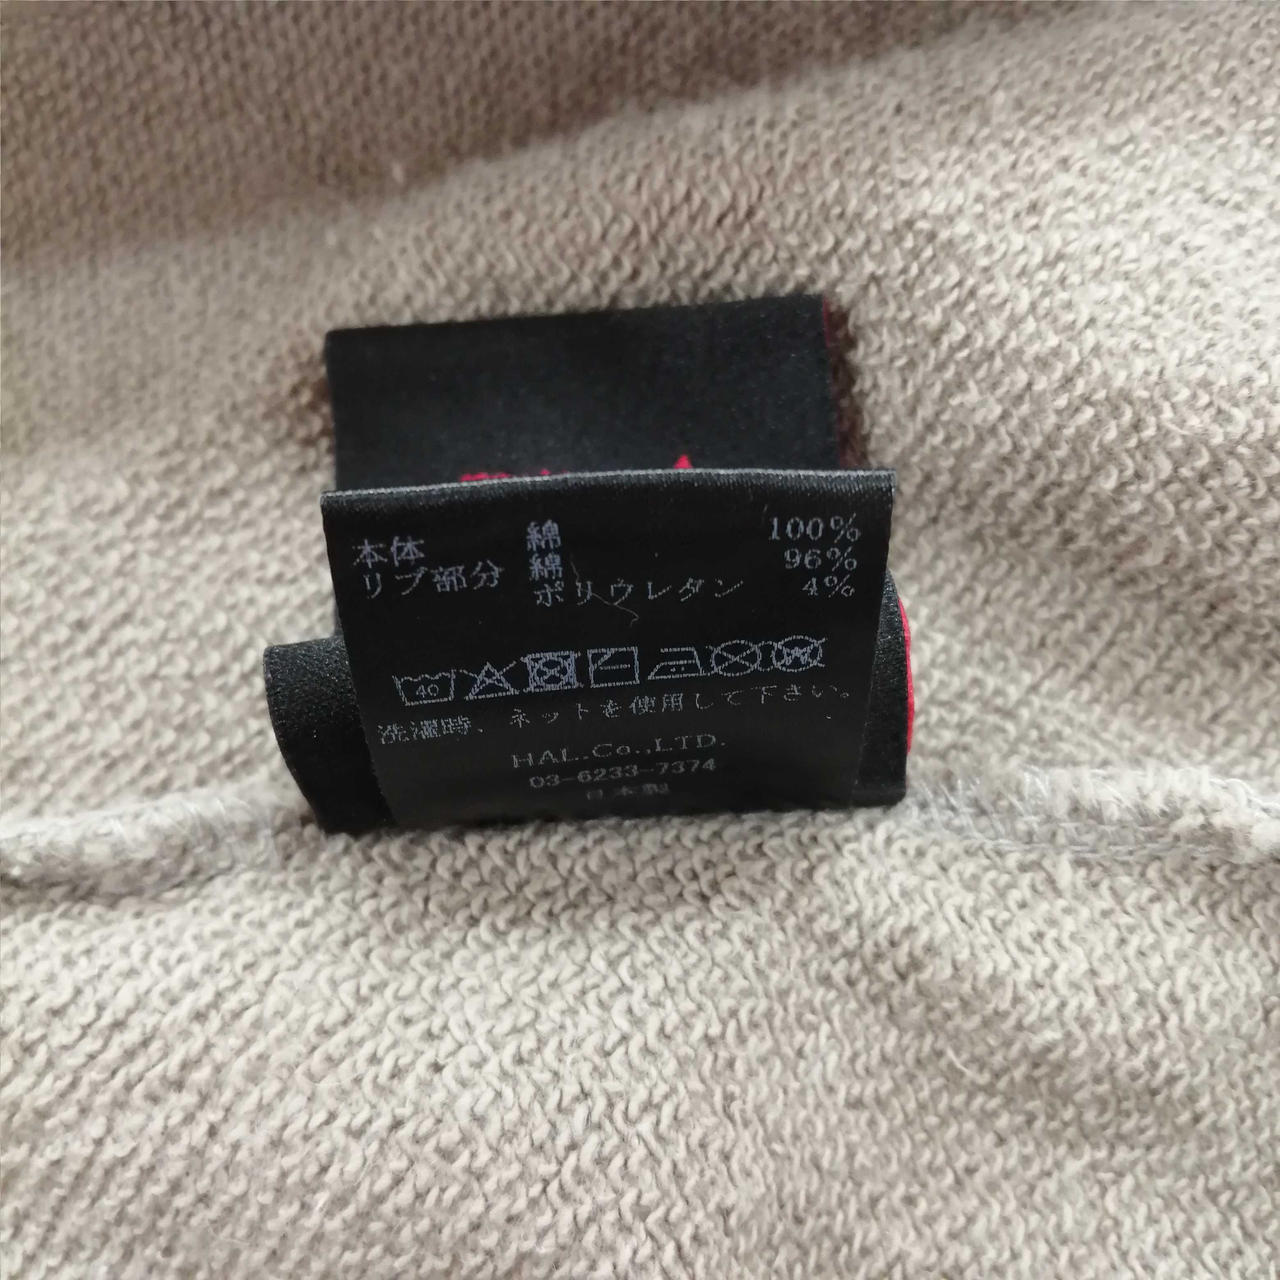 本体 綿 100%
リブ部分 綿 96%
ポリウレタン 4%
40
洗濯時、ネットを使用して下さい。
HAL.Co.,LTD.
03-6233-7374
日本製